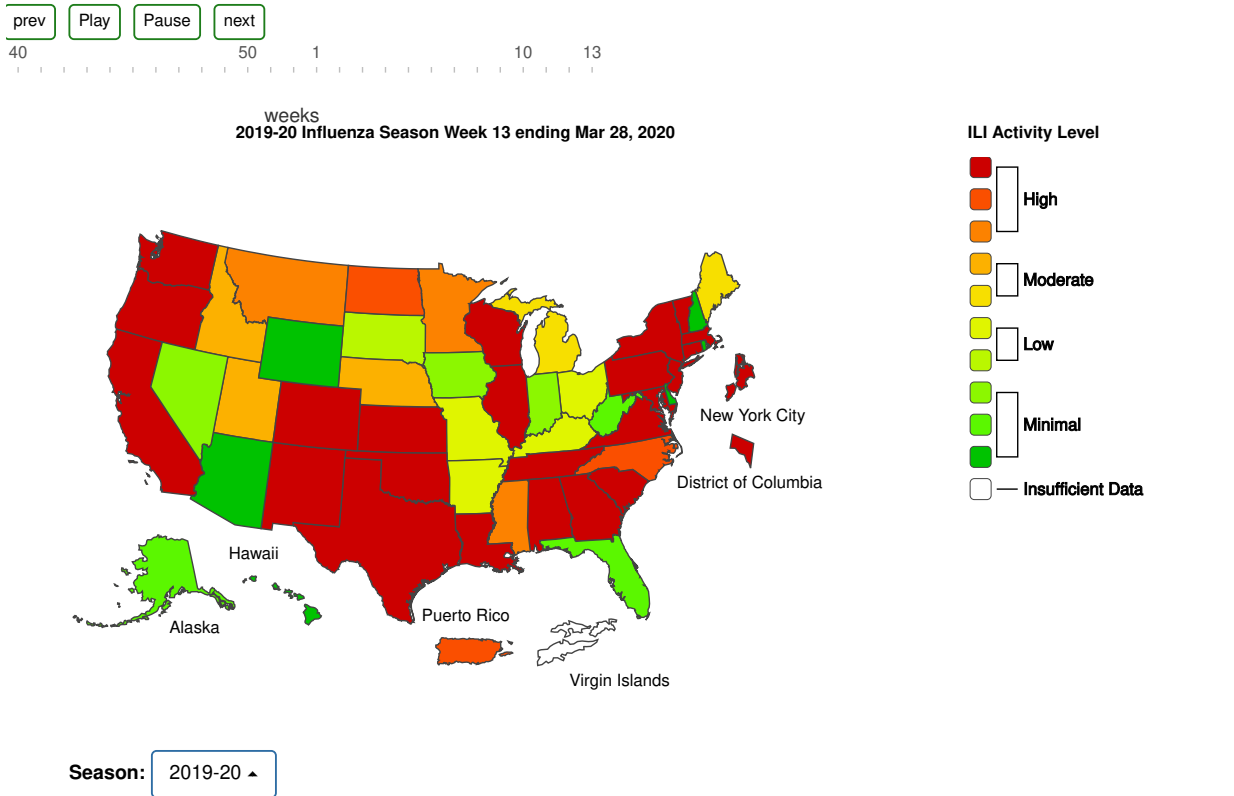 prev Play Pause next
40 50 1 10 13
weeks
2019-20 Influenza Season Week 13 ending Mar 28, 2020
ILI Activity Level
High
Moderate
Low
Minimal
Insufficient Data
New York City
District of Columbia
Hawaii
Alaska
Puerto Rico
Virgin Islands
Season: 2019-20